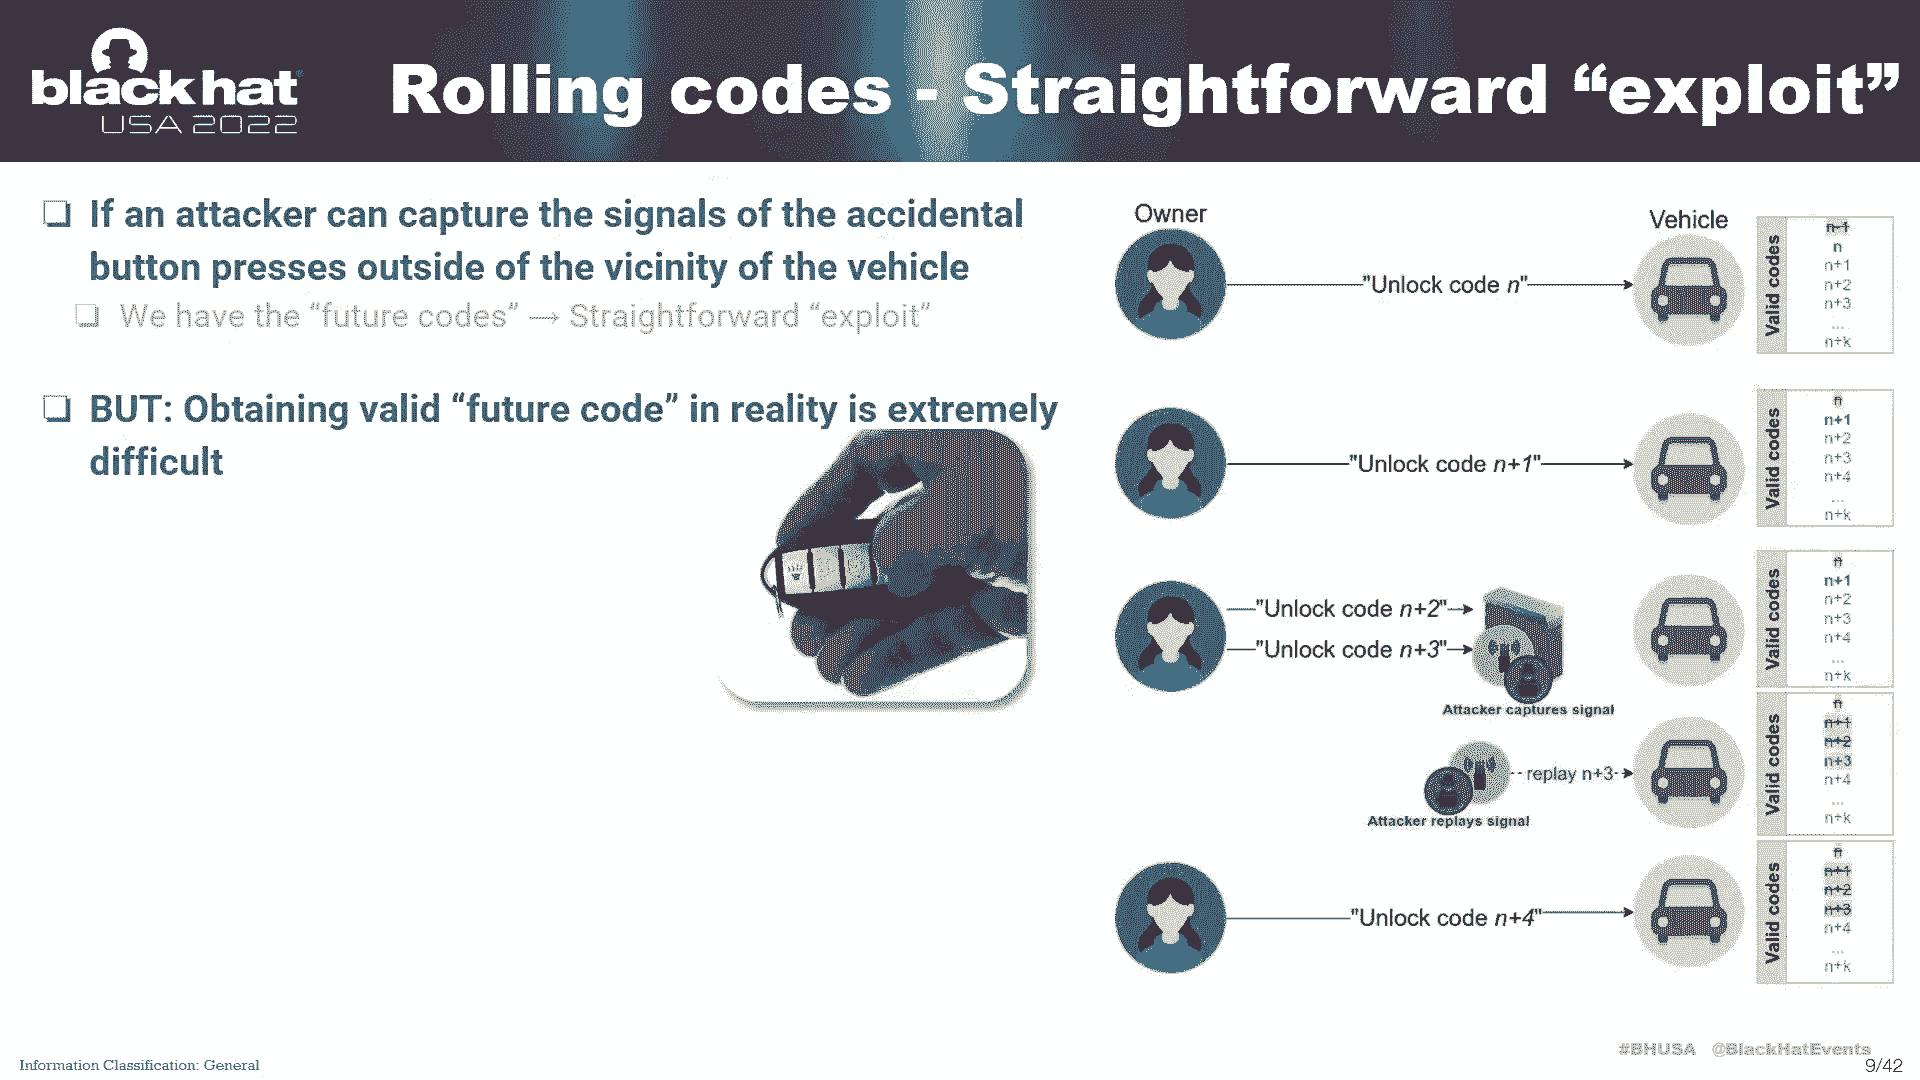 black hat
USA 2022
Rolling codes - Straightforward “exploit”
❏ If an attacker can capture the signals of the accidental
button presses outside of the vicinity of the vehicle
❏ We have the “future codes” → Straightforward “exploit”
❏ BUT: Obtaining valid “future code” in reality is extremely
difficult
Owner
Vehicle
"Unlock code n"
Valid codes
n-1
n
n+1
n+2
n+3
...
n+k
"Unlock code n+1"
Valid codes
n
n+1
n+2
n+3
n+4
...
n+k
"Unlock code n+2"
"Unlock code n+3"
Attacker captures signal
Valid codes
n
n+1
n+2
n+3
n+4
...
n+k
replay n+3
Attacker replays signal
Valid codes
n
n+1
n+2
n+3
n+4
...
n+k
"Unlock code n+4"
Valid codes
n
n+1
n+2
n+3
n+4
...
n+k
Information Classification: General
#BHUSA @BlackHatEvents
9/42